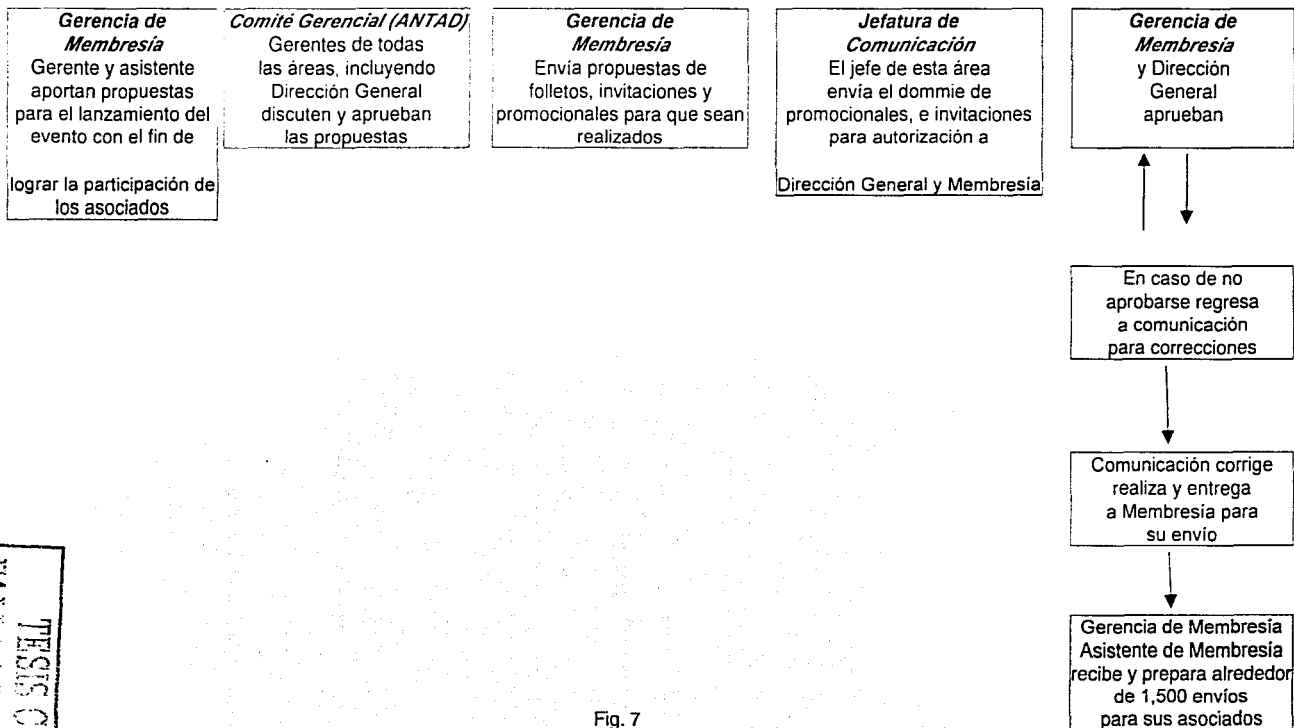 Gerencia de
Membresía
Gerente y asistente
aportan propuestas
para el lanzamiento del
evento con el fin de
lograr la participación de
los asociados
Comité Gerencial (ANTAD)
Gerentes de todas
las áreas, incluyendo
Dirección General
discuten y aprueban
las propuestas
Gerencia de
Membresía
Envía propuestas de
folletos, invitaciones y
promocionales para que sean
realizados
Jefatura de
Comunicación
El jefe de esta área
envía el dommie de
promocionales, e invitaciones
para autorización a
Dirección General y Membresía
Gerencia de
Membresía
y Dirección
General
aprueban
En caso de no
aprobarse regresa
a comunicación
para correcciones
Comunicación corrige
realiza y entrega
a Membresía para
su envío
Gerencia de Membresía
Asistente de Membresía
recibe y prepara alrededor
de 1,500 envíos
para sus asociados
Fig. 7
TESIS